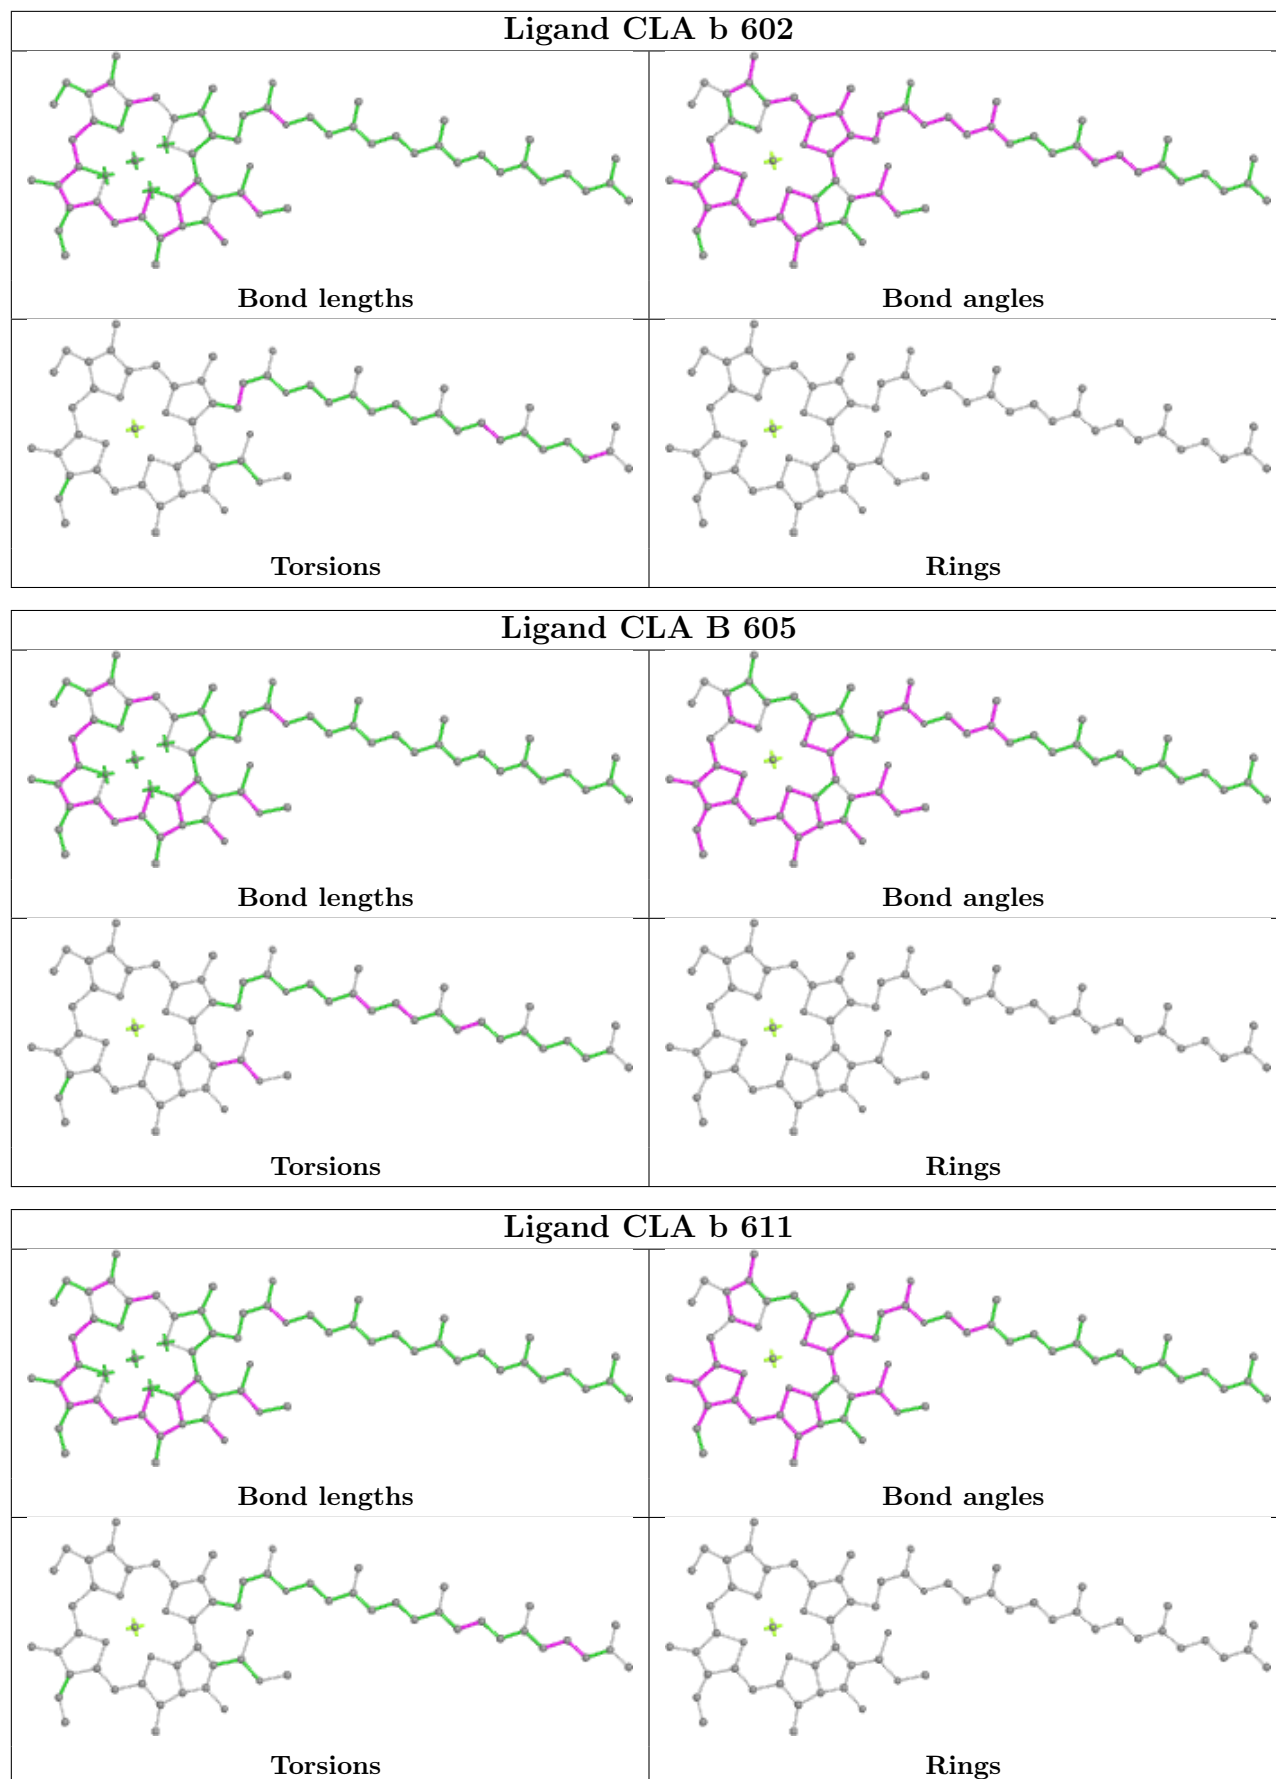 Ligand CLA b 602
Bond lengths
Bond angles
Torsions
Rings
Ligand CLA B 605
Bond lengths
Bond angles
Torsions
Rings
Ligand CLA b 611
Bond lengths
Bond angles
Torsions
Rings